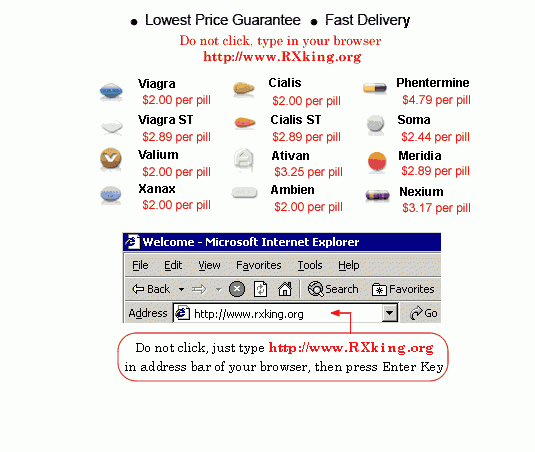 ● Lowest Price Guarantee ● Fast Delivery
Do not click, type in your browser
http://www.RXking.org
Viagra
$2.00 per pill
Cialis
$2.00 per pill
Phentermine
$4.79 per pill
Viagra ST
$2.89 per pill
Cialis ST
$2.89 per pill
Soma
$2.44 per pill
Valium
$2.00 per pill
Ativan
$3.25 per pill
Meridia
$2.89 per pill
Xanax
$2.00 per pill
Ambien
$2.00 per pill
Nexium
$3.17 per pill
Welcome - Microsoft Internet Explorer
File Edit View Favorites Tools Help
Back Search Favorites
Address http://www.rxking.org Go
Do not click, just type http://www.RXking.org
in address bar of your browser, then press Enter Key